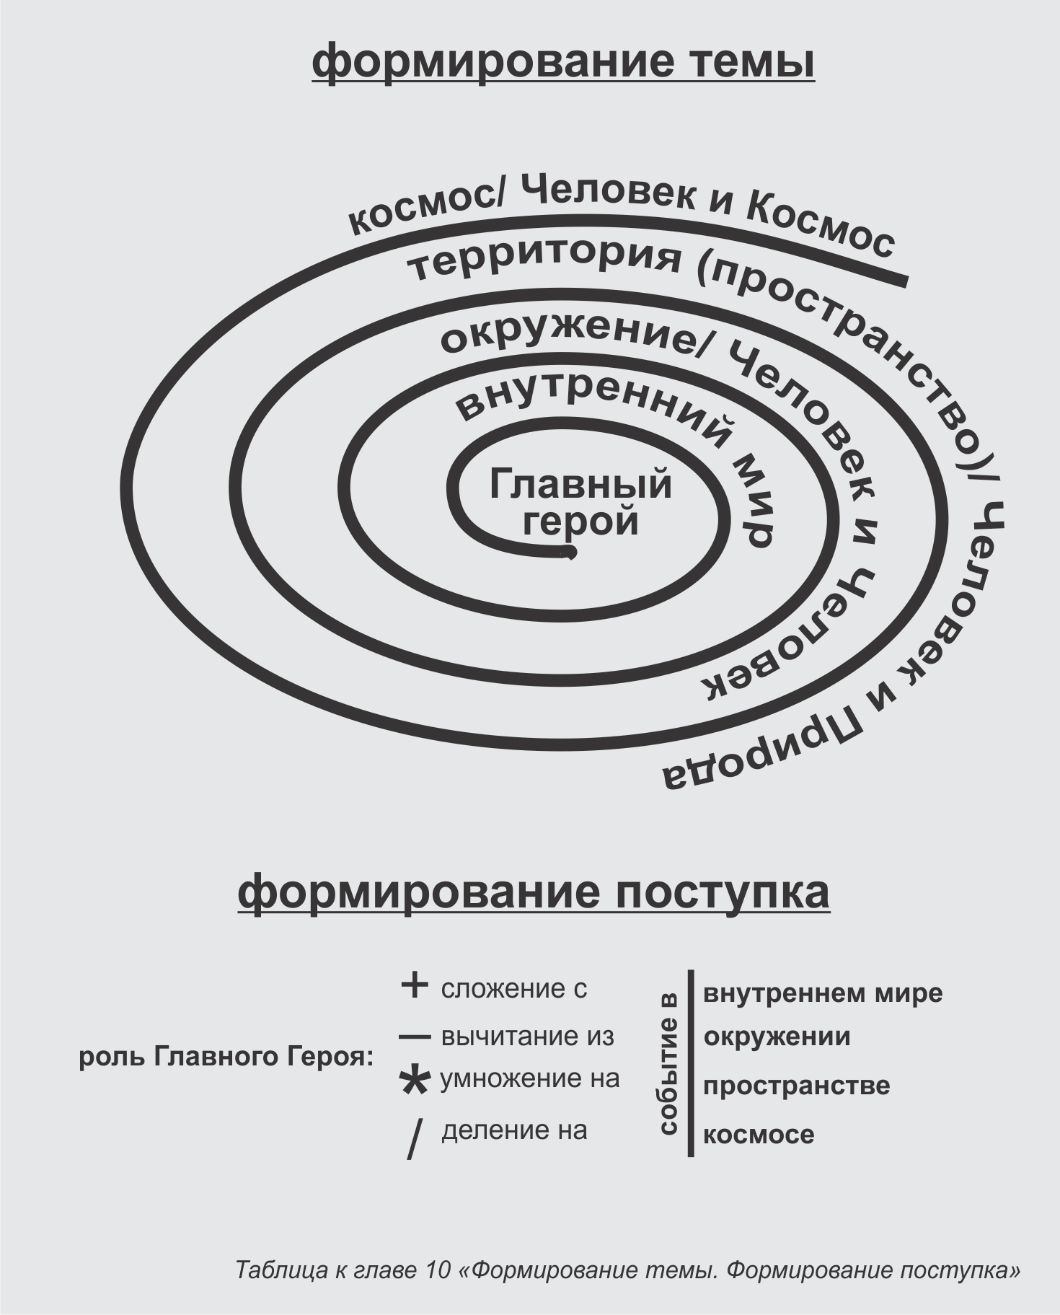 формирование темы
космос/ Человек и Космос
территория (пространство)/ Человек и Природа
окружение/ Человек и Человек
внутренний мир
Главный
герой
формирование поступка
роль Главного Героя:
+ сложение с
— вычитание из
* умножение на
/ деление на
событие в
внутреннем мире
окружении
пространстве
космосе
Таблица к главе 10 «Формирование темы. Формирование поступка»